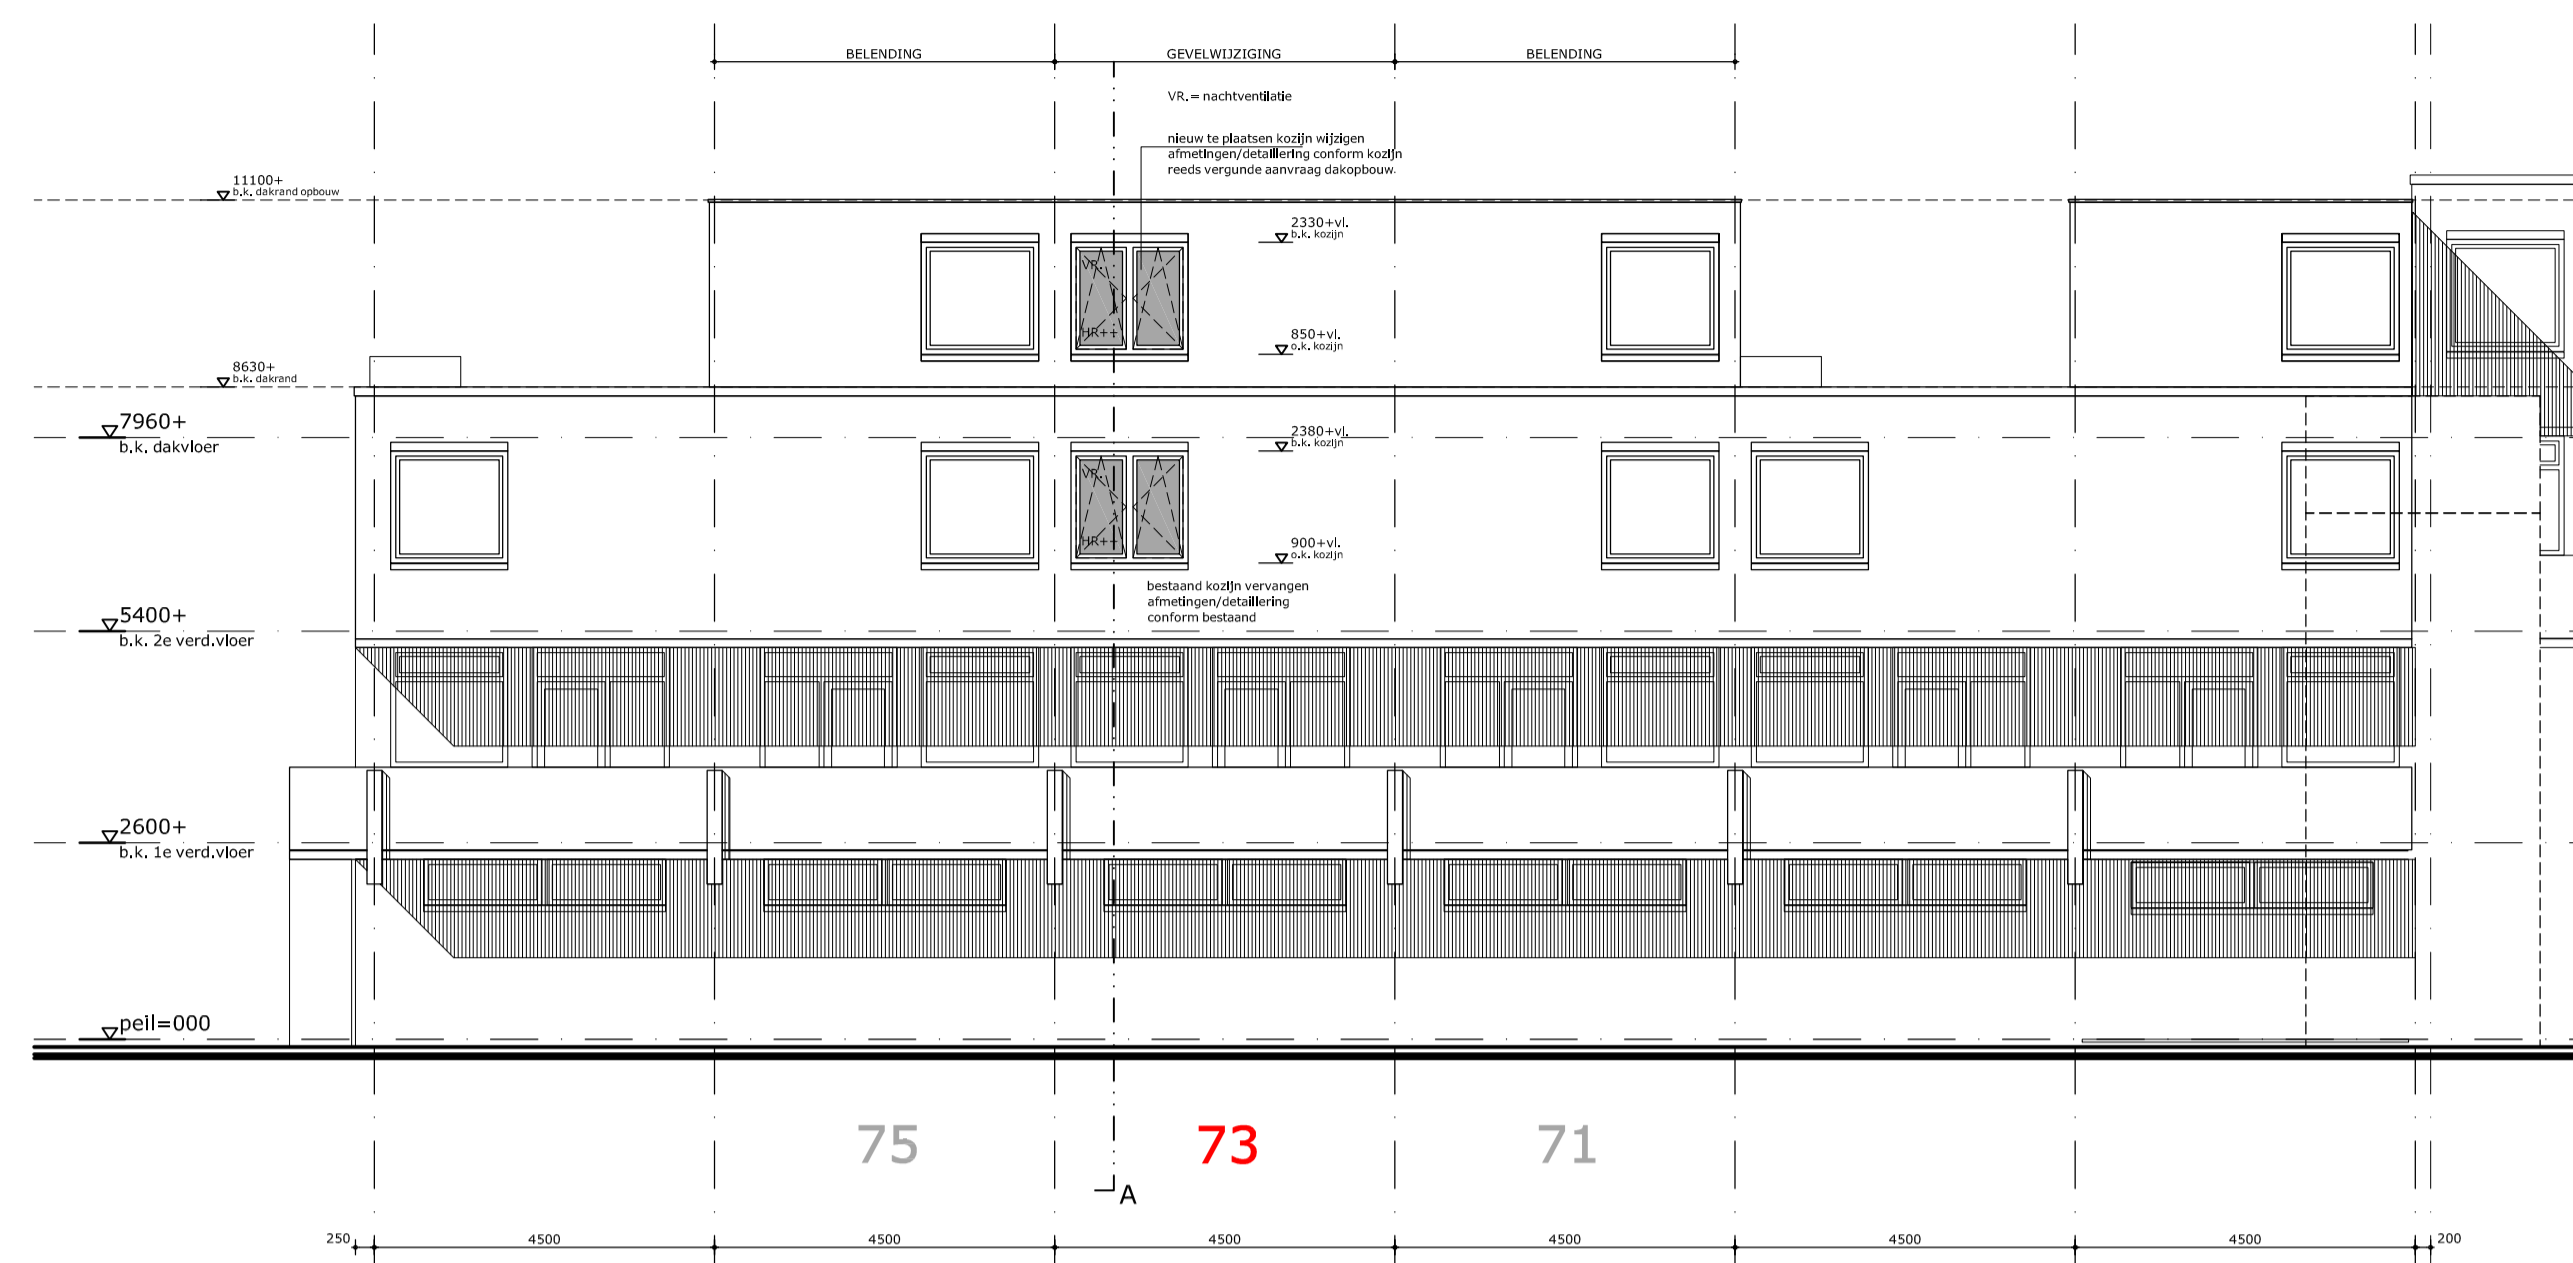 BELENDING
GEVELWIJZIGING
BELENDING
VR.= nachtventilatie
nieuw te plaatsen kozijn wijzigen
afmetingen/detaillering conform kozijn
reeds vergunde aanvraag dakopbouw.
11100+
b.k. dakrand opbouw
2330+vl.
b.k. kozijn
VR.
HR++
850+vl.
o.k. kozijn
8630+
b.k. dakrand
7960+
b.k. dakvloer
2380+vl.
b.k. kozijn
VR.
HR++
900+vl.
o.k. kozijn
bestaand kozijn vervangen
afmetingen/detaillering
conform bestaand
5400+
b.k. 2e verd.vloer
2600+
b.k. 1e verd.vloer
peil=000
75
73
71
A
250
4500
4500
4500
4500
4500
4500
200